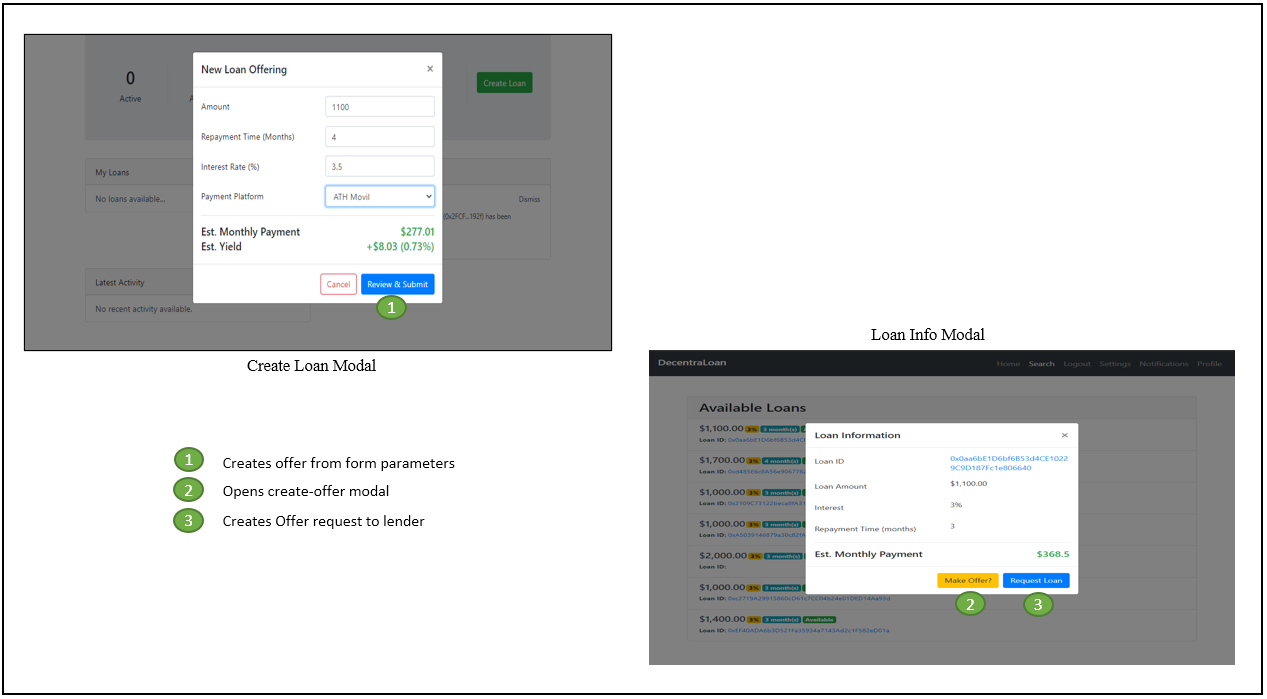 New Loan Offering ×
Amount 1100
Repayment Time (Months) 4
Interest Rate (%) 3.5
Payment Platform ATH Movil
Est. Monthly Payment $277.01
Est. Yield +$8.03 (0.73%)
Cancel Review & Submit
1
0
Active
Create Loan
My Loans
No loans available...
Dismiss
(0x2FCF...192f) has been
Latest Activity
No recent activity available.
Create Loan Modal
Loan Info Modal
DecentraLoan Home Search Logout Settings Notifications Profile
Available Loans
$1,100.00 3% 3 month(s)
Loan ID:
$1,700.00 3% 4 month(s)
Loan ID:
$1,000.00 3% 3 month(s)
Loan ID:
$1,000.00 3% 3 month(s)
Loan ID:
$2,000.00 3% 3 month(s)
Loan ID:
$1,000.00 3% 3 month(s)
Loan ID:
$1,400.00 3% 3 month(s) Available
Loan ID:
Loan Information ×
Loan ID 0x0aa6bE1D6bf6B53d4CE1022
9C9D187Fc1e806640
Loan Amount $1,100.00
Interest 3%
Repayment Time (months) 3
Est. Monthly Payment $368.5
Make Offer? Request Loan
2 3
1 Creates offer from form parameters
2 Opens create-offer modal
3 Creates Offer request to lender